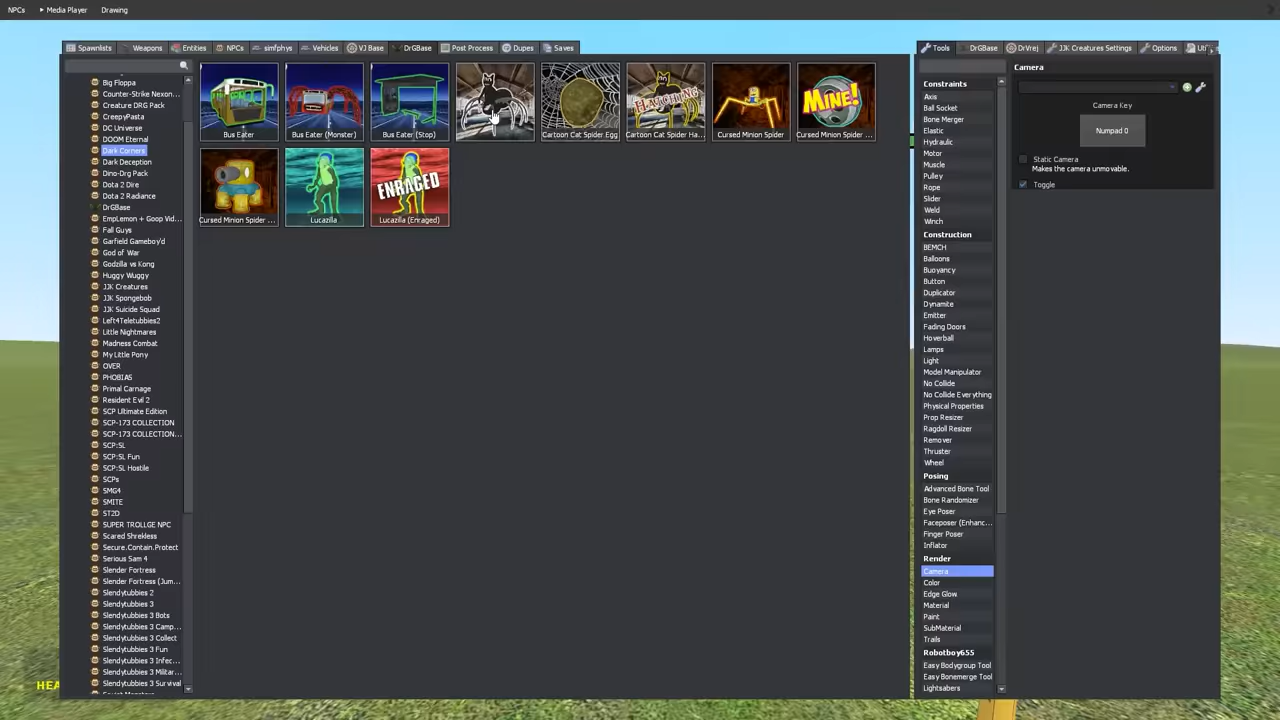 NPCs
Media Player
Drawing
Spawnlists
Weapons
Entities
NPCs
simfphys
Vehicles
VJ Base
DrGBase
Post Process
Dupes
Saves
Big Floppa
Counter-Strike Nexon...
Creature DRG Pack
CreepyPasta
DC Universe
DOOM Eternal
Dark Corners
Dark Deception
Dino-Drg Pack
Dota 2 Dire
Dota 2 Radiance
DrGBase
EmpLemon + Goop Vid...
Fall Guys
Garfield Gameboy'd
God of War
Godzilla vs Kong
Huggy Wuggy
JJK Creatures
JJK Spongebob
JJK Suicide Squad
Left4Teletubbies2
Little Nightmares
Madness Combat
My Little Pony
OVER
PHOBIAS
Primal Carnage
Resident Evil 2
SCP Ultimate Edition
SCP-173 COLLECTION
SCP-173 COLLECTION...
SCP:SL
SCP:SL Fun
SCP:SL Hostile
SCPs
SMG4
SMITE
ST2D
SUPER TROLLGE NPC
Scared Shrekless
Secure.Contain.Protect
Serious Sam 4
Slender Fortress
Slender Fortress (Jum...
Slendytubbies 2
Slendytubbies 3
Slendytubbies 3 Bots
Slendytubbies 3 Camp...
Slendytubbies 3 Collect
Slendytubbies 3 Fun
Slendytubbies 3 Infec...
Slendytubbies 3 Militar...
Slendytubbies 3 Survival
Bus Eater
Bus Eater (Monster)
Bus Eater (Stop)
Cartoon Cat Spider Egg
HATCHING
Cartoon Cat Spider Ha...
Cursed Minion Spider
MINE!
Cursed Minion Spider ...
Cursed Minion Spider ...
Lucazilla
ENRAGED
Lucazilla (Enraged)
HEA
Tools
DrGBase
DrVrej
JJK Creatures Settings
Options
Uti
Constraints
Axis
Ball Socket
Bone Merger
Elastic
Hydraulic
Motor
Muscle
Pulley
Rope
Slider
Weld
Winch
Construction
BEMCH
Balloons
Buoyancy
Button
Duplicator
Dynamite
Emitter
Fading Doors
Hoverball
Lamps
Light
Model Manipulator
No Collide
No Collide Everything
Physical Properties
Prop Resizer
Ragdoll Resizer
Remover
Thruster
Wheel
Posing
Advanced Bone Tool
Bone Randomizer
Eye Poser
Faceposer (Enhanc...
Finger Poser
Inflator
Render
Camera
Color
Edge Glow
Material
Paint
SubMaterial
Trails
Robotboy655
Easy Bodygroup Tool
Easy Bonemerge Tool
Lightsabers
Camera
Camera Key
Numpad 0
Static Camera
Makes the camera unmovable.
Toggle